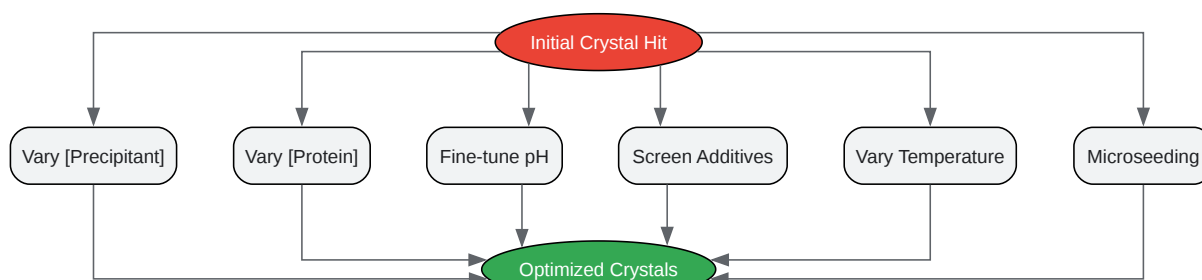 Initial Crystal Hit
Vary [Precipitant]
Vary [Protein]
Fine-tune pH
Screen Additives
Vary Temperature
Microseeding
Optimized Crystals